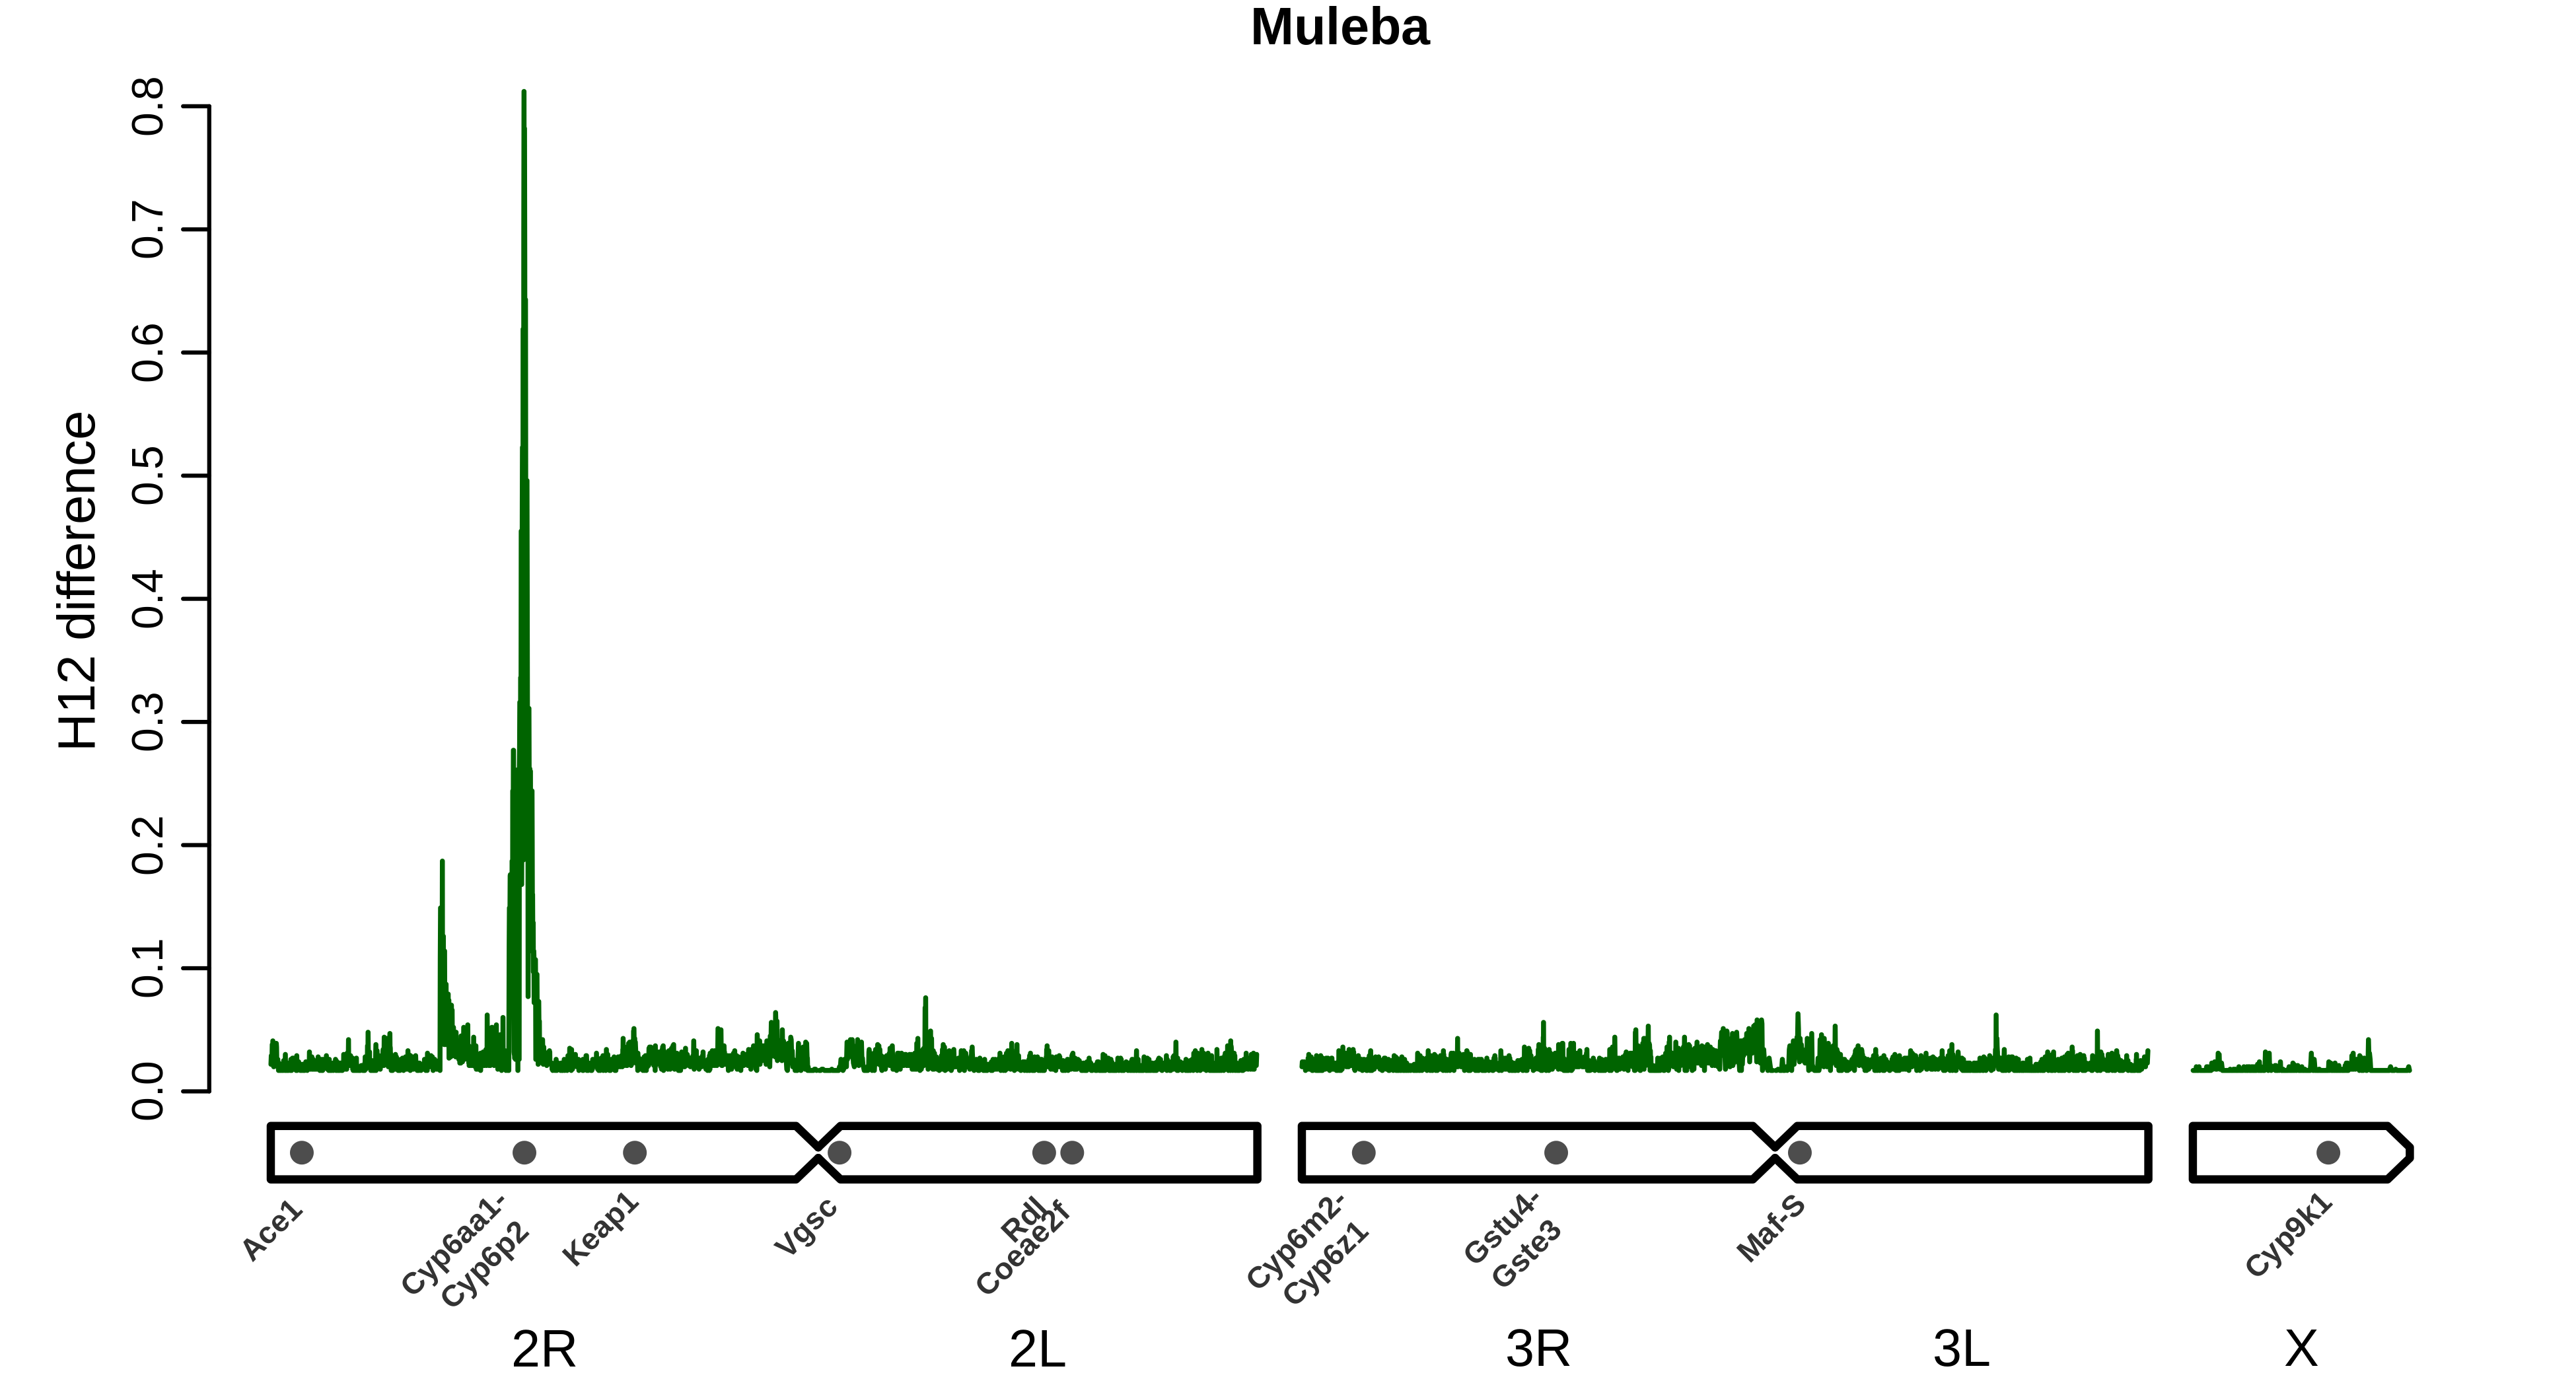 Muleba
H12 difference
0.8
0.7
0.6
0.5
0.4
0.3
0.2
0.1
0.0
Ace1
Cyp6aa1-
Cyp6p2
Keap1
Vgsc
Rdl
Coeae2f
Cyp6m2-
Cyp6z1
Gstu4-
Gste3
Maf-S
Cyp9k1
2R
2L
3R
3L
X